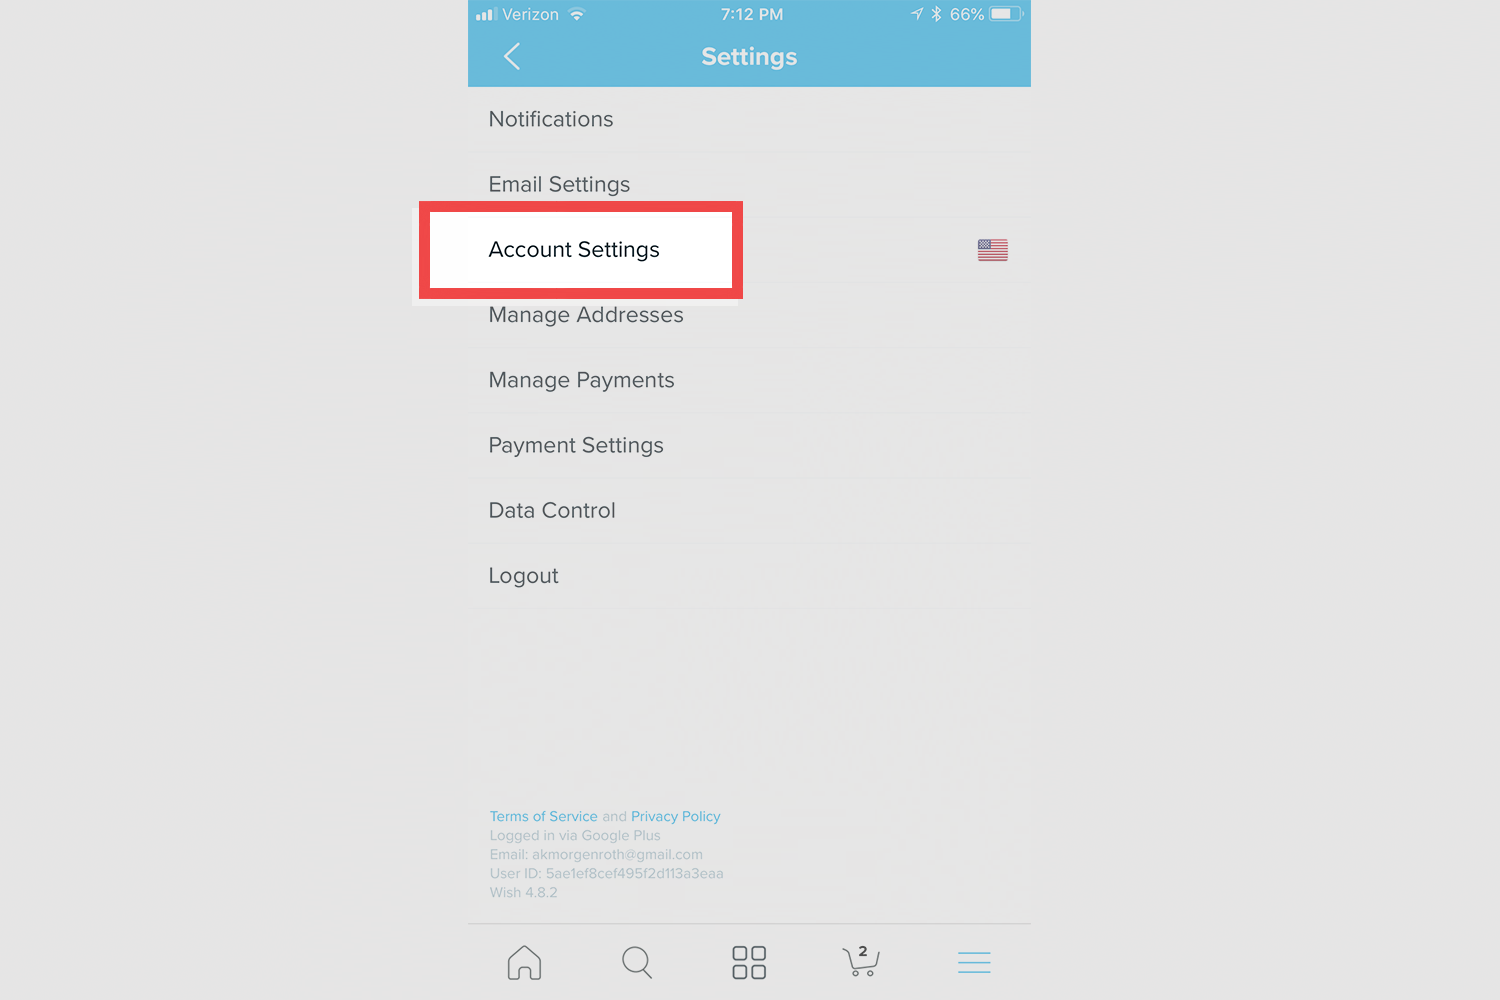 Verizon 7:12 PM 66%
Settings
Notifications
Email Settings
Account Settings
Manage Addresses
Manage Payments
Payment Settings
Data Control
Logout
Terms of Service and Privacy Policy
Logged in via Google Plus
Email: akmorgenroth@gmail.com
User ID: 5ae1ef8cef495f2d113a3eaa
Wish 4.8.2
2